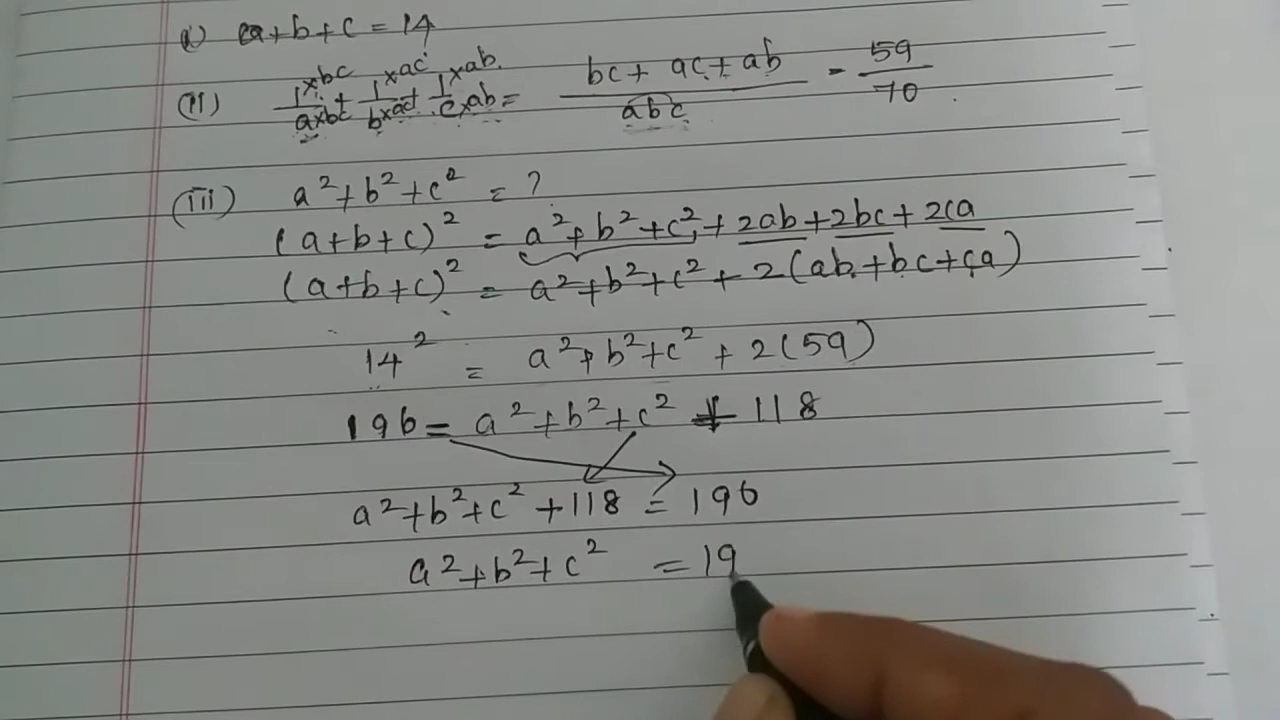 i) a+b+c = 14
(ii) 1×bc/a×bc + 1×ac/b×ac + 1×ab/c×ab = bc + ac + ab/abc = 59/70
(iii) a²+b²+c² = ?
(a+b+c)² = a²+b²+c²+2ab+2bc+2ca
(a+b+c)² = a²+b²+c²+2(ab+bc+ca)
14² = a²+b²+c²+2(59)
196 = a²+b²+c² + 118
a²+b²+c² +118 = 196
a²+b²+c² = 19